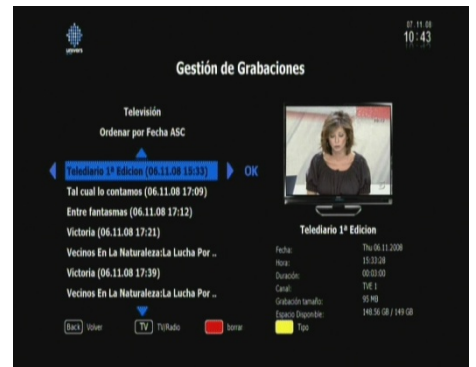 univers
07.11.08
10:43
Gestión de Grabaciones
Televisión
Ordenar por Fecha ASC
Telediario 1ª Edicion (06.11.08 15:33)
OK
Tal cual lo contamos (06.11.08 17:09)
Entre fantasmas (06.11.08 17:12)
Victoria (06.11.08 17:21)
Vecinos En La Naturaleza:La Lucha Por ..
Victoria (06.11.08 17:39)
Vecinos En La Naturaleza:La Lucha Por ..
Telediario 1ª Edicion
Fecha: Thu 06.11.2008
Hora: 15:33:28
Duración: 00:03:00
Canal: TVE 1
Grabación tamaño: 95 MB
Espacio Disponible: 148.56 GB / 149 GB
Back Volver TV TV/Radio borrar Tipo